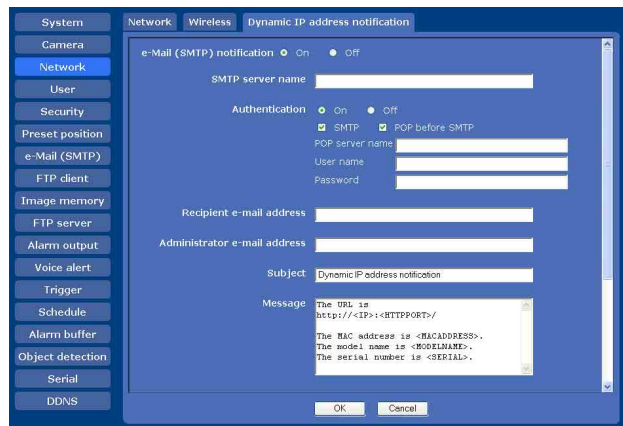 System
Camera
Network
User
Security
Preset position
e-Mail (SMTP)
FTP client
Image memory
FTP server
Alarm output
Voice alert
Trigger
Schedule
Alarm buffer
Object detection
Serial
DDNS
Network Wireless Dynamic IP address notification
e-Mail (SMTP) notification On Off
SMTP server name
Authentication On Off
SMTP POP before SMTP
POP server name
User name
Password
Recipient e-mail address
Administrator e-mail address
Subject Dynamic IP address notification
Message The URL is
http://<IP>:<HTTPPORT>/
The MAC address is <MACADDRESS>.
The model name is <MODELNAME>.
The serial number is <SERIAL>.
OK Cancel